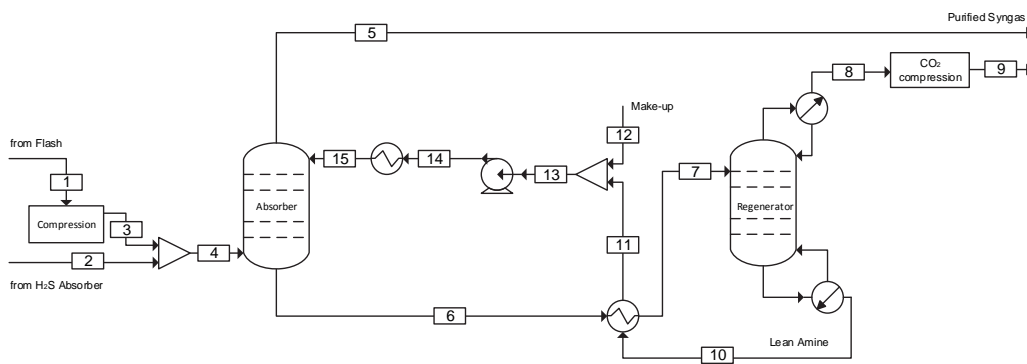 Purified Syngas
5
CO₂
compression
8
9
Make-up
12
from Flash
1
15
14
13
7
Absorber
Regenerator
Compression
3
2
4
11
from H₂S Absorber
6
Lean Amine
10